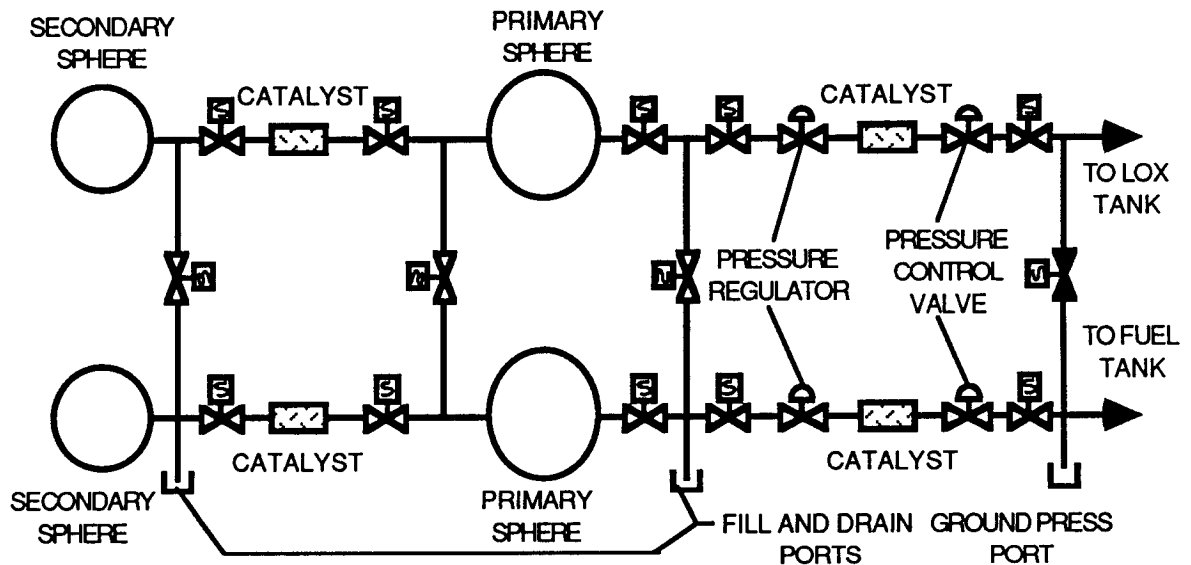 SECONDARY
SPHERE
PRIMARY
SPHERE
CATALYST
CATALYST
TO LOX
TANK
PRESSURE
REGULATOR
PRESSURE
CONTROL
VALVE
TO FUEL
TANK
CATALYST
CATALYST
SECONDARY
SPHERE
PRIMARY
SPHERE
FILL AND DRAIN
PORTS
GROUND PRESS
PORT
S
S
S
S
S
S
S
S
S
S
S
S
S
S